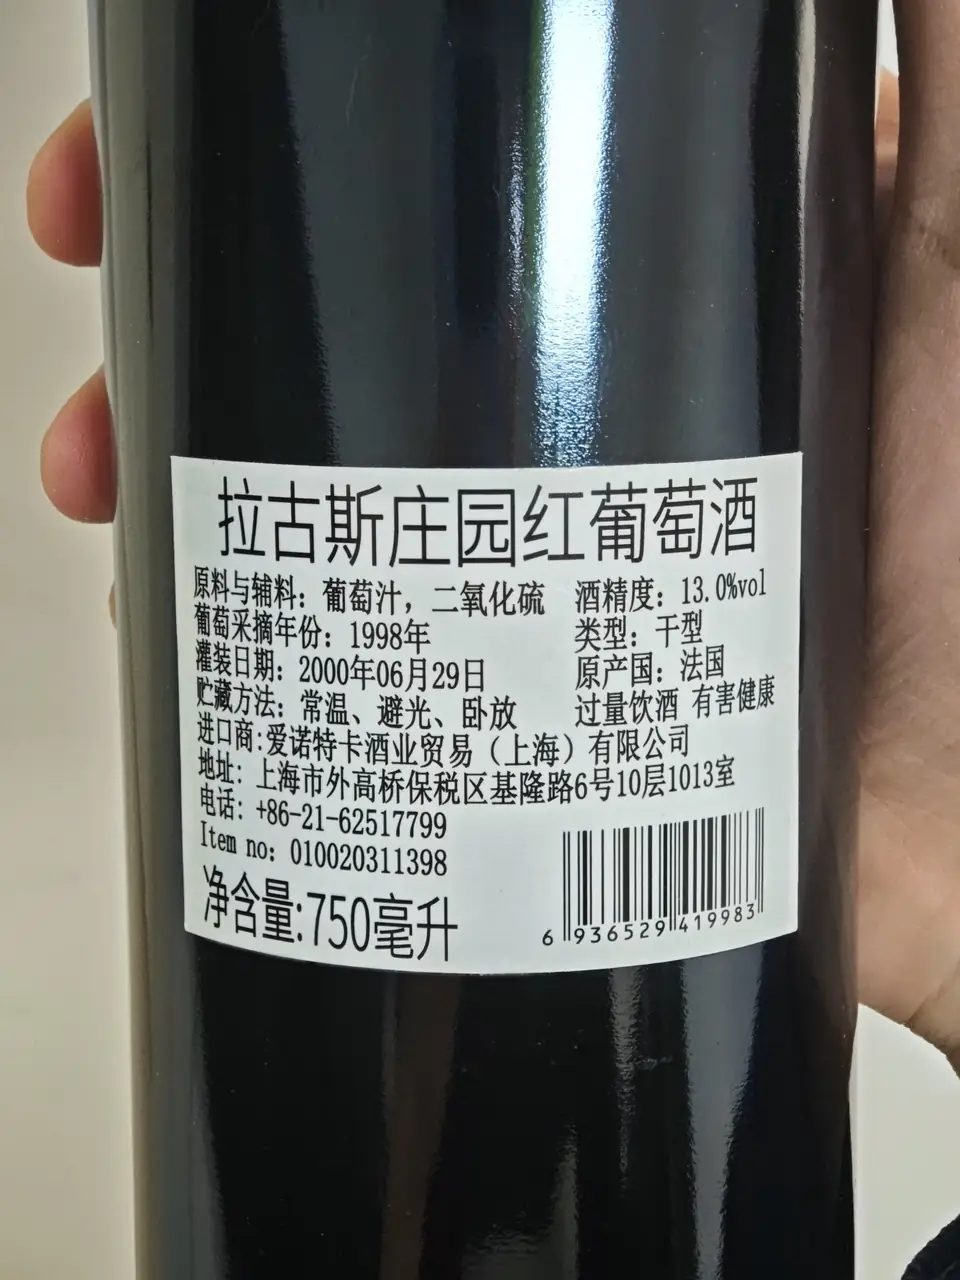 拉古斯庄园红葡萄酒
原料与辅料：葡萄汁，二氧化硫 酒精度：13.0%vol
葡萄采摘年份：1998年 类型：干型
灌装日期：2000年06月29日 原产国：法国
贮藏方法：常温、避光、卧放 过量饮酒 有害健康
进口商：爱诺特卡酒业贸易（上海）有限公司
地址：上海市外高桥保税区基隆路6号10层1013室
电话：+86-21-62517799
Item no：010020311398
净含量：750毫升
6 936529 419983